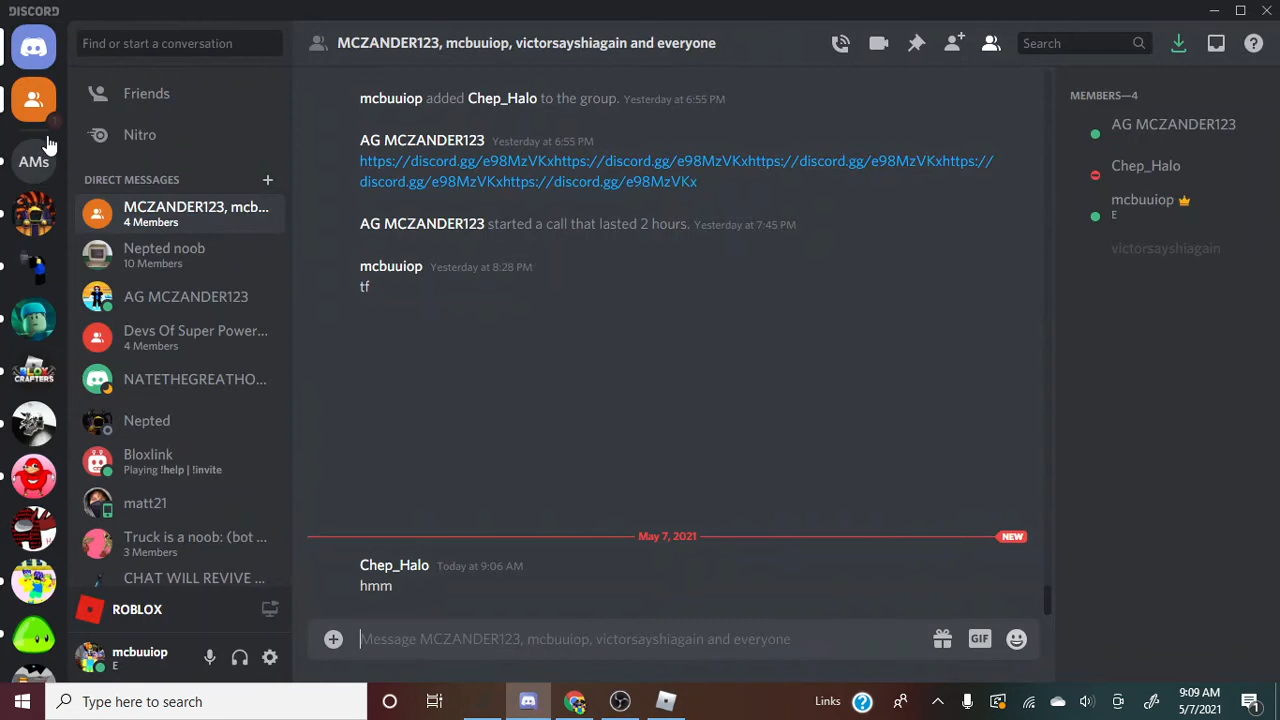 DISCORD
Find or start a conversation
MCZANDER123, mcbuuiop, victorsayshiagain and everyone
Search
1
AMs
BLOX
CRAFTERS
Friends
Nitro
DIRECT MESSAGES
MCZANDER123, mcb...
4 Members
Nepted noob
10 Members
AG MCZANDER123
Devs Of Super Power...
4 Members
NATETHEGREATHO...
Nepted
Bloxlink
Playing !help | !invite
matt21
Truck is a noob: (bot ...
3 Members
CHAT WILL REVIVE ...
ROBLOX
mcbuuiop
E
mcbuuiop added Chep_Halo to the group. Yesterday at 6:55 PM
AG MCZANDER123 Yesterday at 6:55 PM
https://discord.gg/e98MzVKxhttps://discord.gg/e98MzVKxhttps://discord.gg/e98MzVKxhttps://
discord.gg/e98MzVKxhttps://discord.gg/e98MzVKx
AG MCZANDER123 started a call that lasted 2 hours. Yesterday at 7:45 PM
mcbuuiop Yesterday at 8:28 PM
tf
May 7, 2021
NEW
Chep_Halo Today at 9:06 AM
hmm
Message MCZANDER123, mcbuuiop, victorsayshiagain and everyone
GIF
MEMBERS—4
AG MCZANDER123
Chep_Halo
mcbuuiop
E
victorsayshiagain
Type here to search
Links
9:09 AM
5/7/2021
1